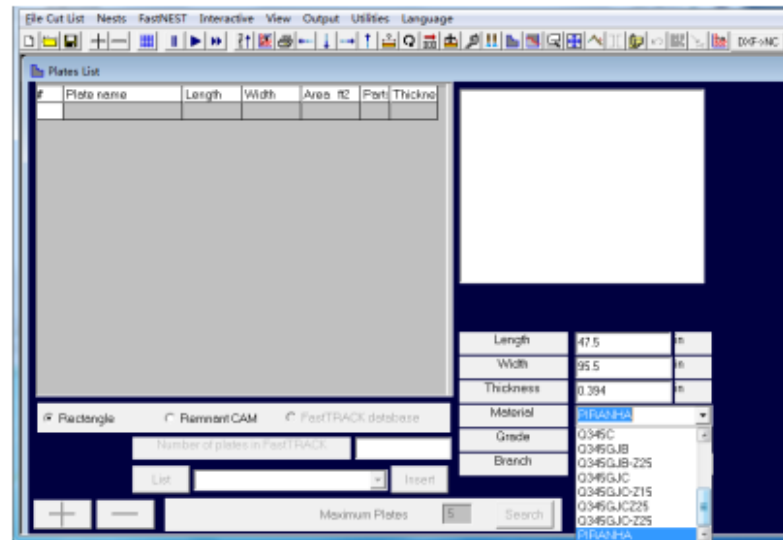 File Cut List Nests FastNEST Interactive View Output Utilities Language
DXF->NC
Plates List
# Plate name Length Width Area ft2 Part: Thickne
Length 47.5 in
Width 95.5 in
Thickness 0.394 in
Material PIRANHA
Grade
Branch
Q345C
Q345GJB
Q345GJB-Z25
Q345GJC
Q345GJC-Z15
Q345GJCZ25
Q345GJC-Z25
PIRANHA
Rectangle Remnant CAM FastTRACK database
Number of plates in FastTRACK
List Insert
Maximum Plates 5 Search